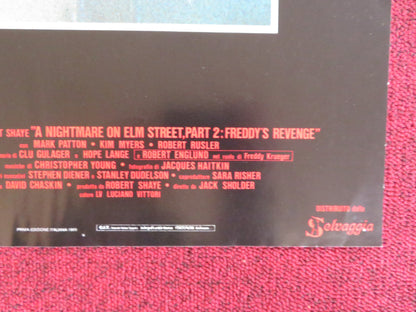 T SHAYE "A NIGHTMARE ON ELM STREET, PART 2: FREDDY'S REVENGE"
con MARK PATTON • KIM MYERS • ROBERT RUSLER
di CLU GULAGER e HOPE LANGE e ROBERT ENGLUND nel ruolo di Freddy Krueger
musiche di CHRISTOPHER YOUNG • fotografia di JACQUES HAITKIN
STEPHEN DIENER e STANLEY DUDELSON • coproduttore SARA RISHER
DAVID CHASKIN • prodotto da ROBERT SHAYE • diretto da JACK SHOLDER
colore LV LUCIANO VITTORI
DISTRIBUITO dalla
Selvaggia
PRIMA EDIZIONE ITALIANA